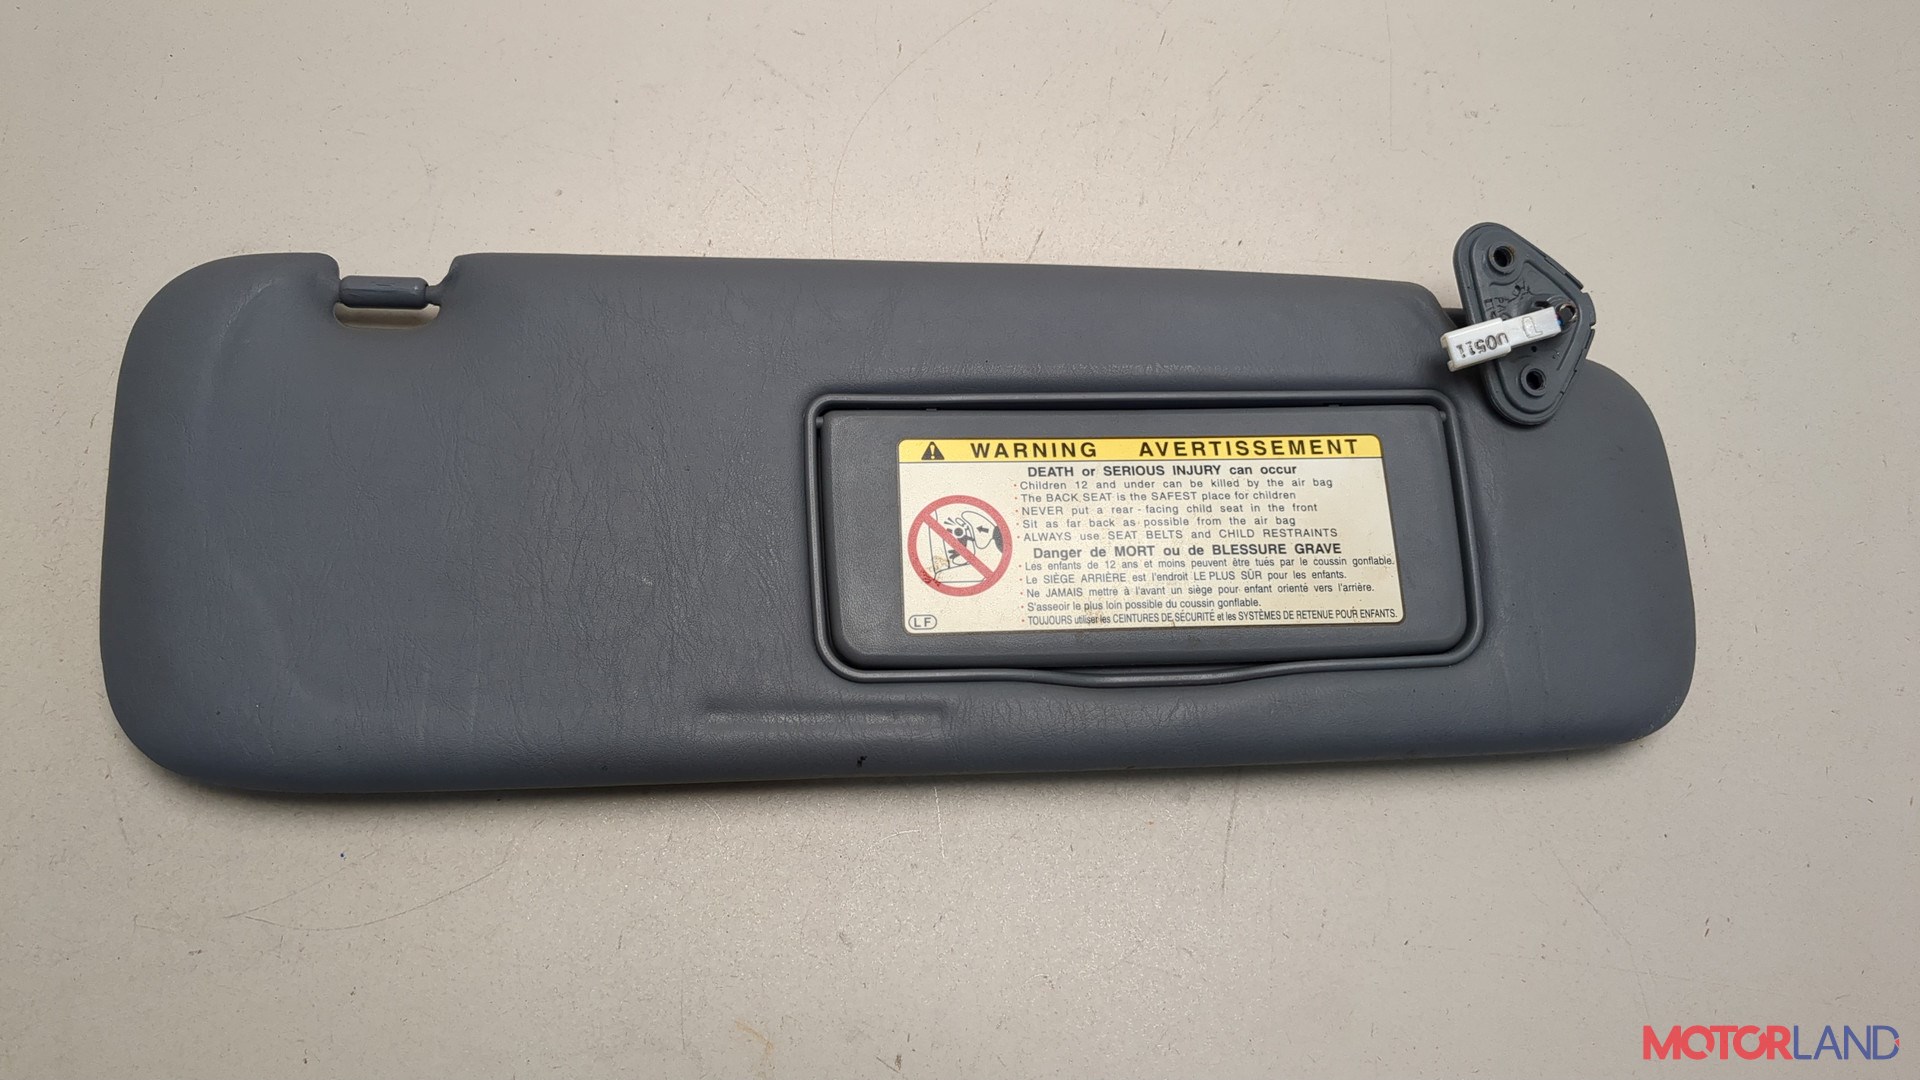 WARNING AVERTISSEMENT
DEATH or SERIOUS INJURY can occur
· Children 12 and under can be killed by the air bag
· The BACK SEAT is the SAFEST place for children
· NEVER put a rear-facing child seat in the front
· Sit as far back as possible from the air bag
· ALWAYS use SEAT BELTS and CHILD RESTRAINTS
Danger de MORT ou de BLESSURE GRAVE
· Les enfants de 12 ans et moins peuvent être tués par le coussin gonflable.
· Le SIÈGE ARRIÈRE est l'endroit LE PLUS SÛR pour les enfants.
· Ne JAMAIS mettre à l'avant un siège pour enfant orienté vers l'arrière.
· S'asseoir le plus loin possible du coussin gonflable.
· TOUJOURS utiliser les CEINTURES DE SÉCURITÉ et les SYSTÈMES DE RETENUE POUR ENFANTS.
LF
U0511
MOTORLAND